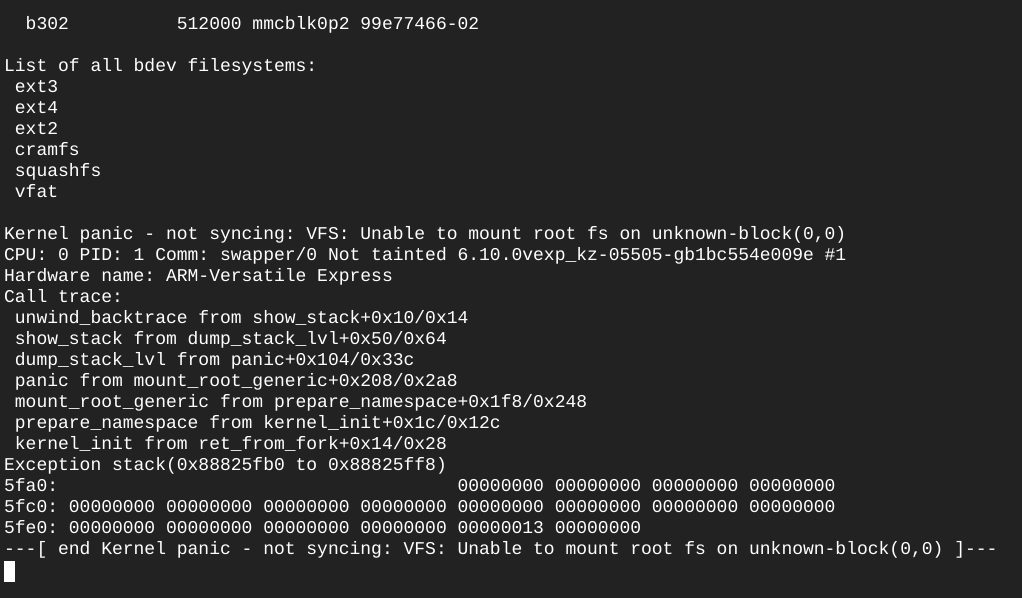 b302          512000 mmcblk0p2 99e77466-02
List of all bdev filesystems:
ext3
ext4
ext2
cramfs
squashfs
vfat
Kernel panic - not syncing: VFS: Unable to mount root fs on unknown-block(0,0)
CPU: 0 PID: 1 Comm: swapper/0 Not tainted 6.10.0vexp_kz-05505-gb1bc554e009e #1
Hardware name: ARM-Versatile Express
Call trace:
unwind_backtrace from show_stack+0x10/0x14
show_stack from dump_stack_lvl+0x50/0x64
dump_stack_lvl from panic+0x104/0x33c
panic from mount_root_generic+0x208/0x2a8
mount_root_generic from prepare_namespace+0x1f8/0x248
prepare_namespace from kernel_init+0x1c/0x12c
kernel_init from ret_from_fork+0x14/0x28
Exception stack(0x88825fb0 to 0x88825ff8)
5fa0:                                     00000000 00000000 00000000 00000000
5fc0: 00000000 00000000 00000000 00000000 00000000 00000000 00000000 00000000
5fe0: 00000000 00000000 00000000 00000000 00000013 00000000
---[ end Kernel panic - not syncing: VFS: Unable to mount root fs on unknown-block(0,0) ]---